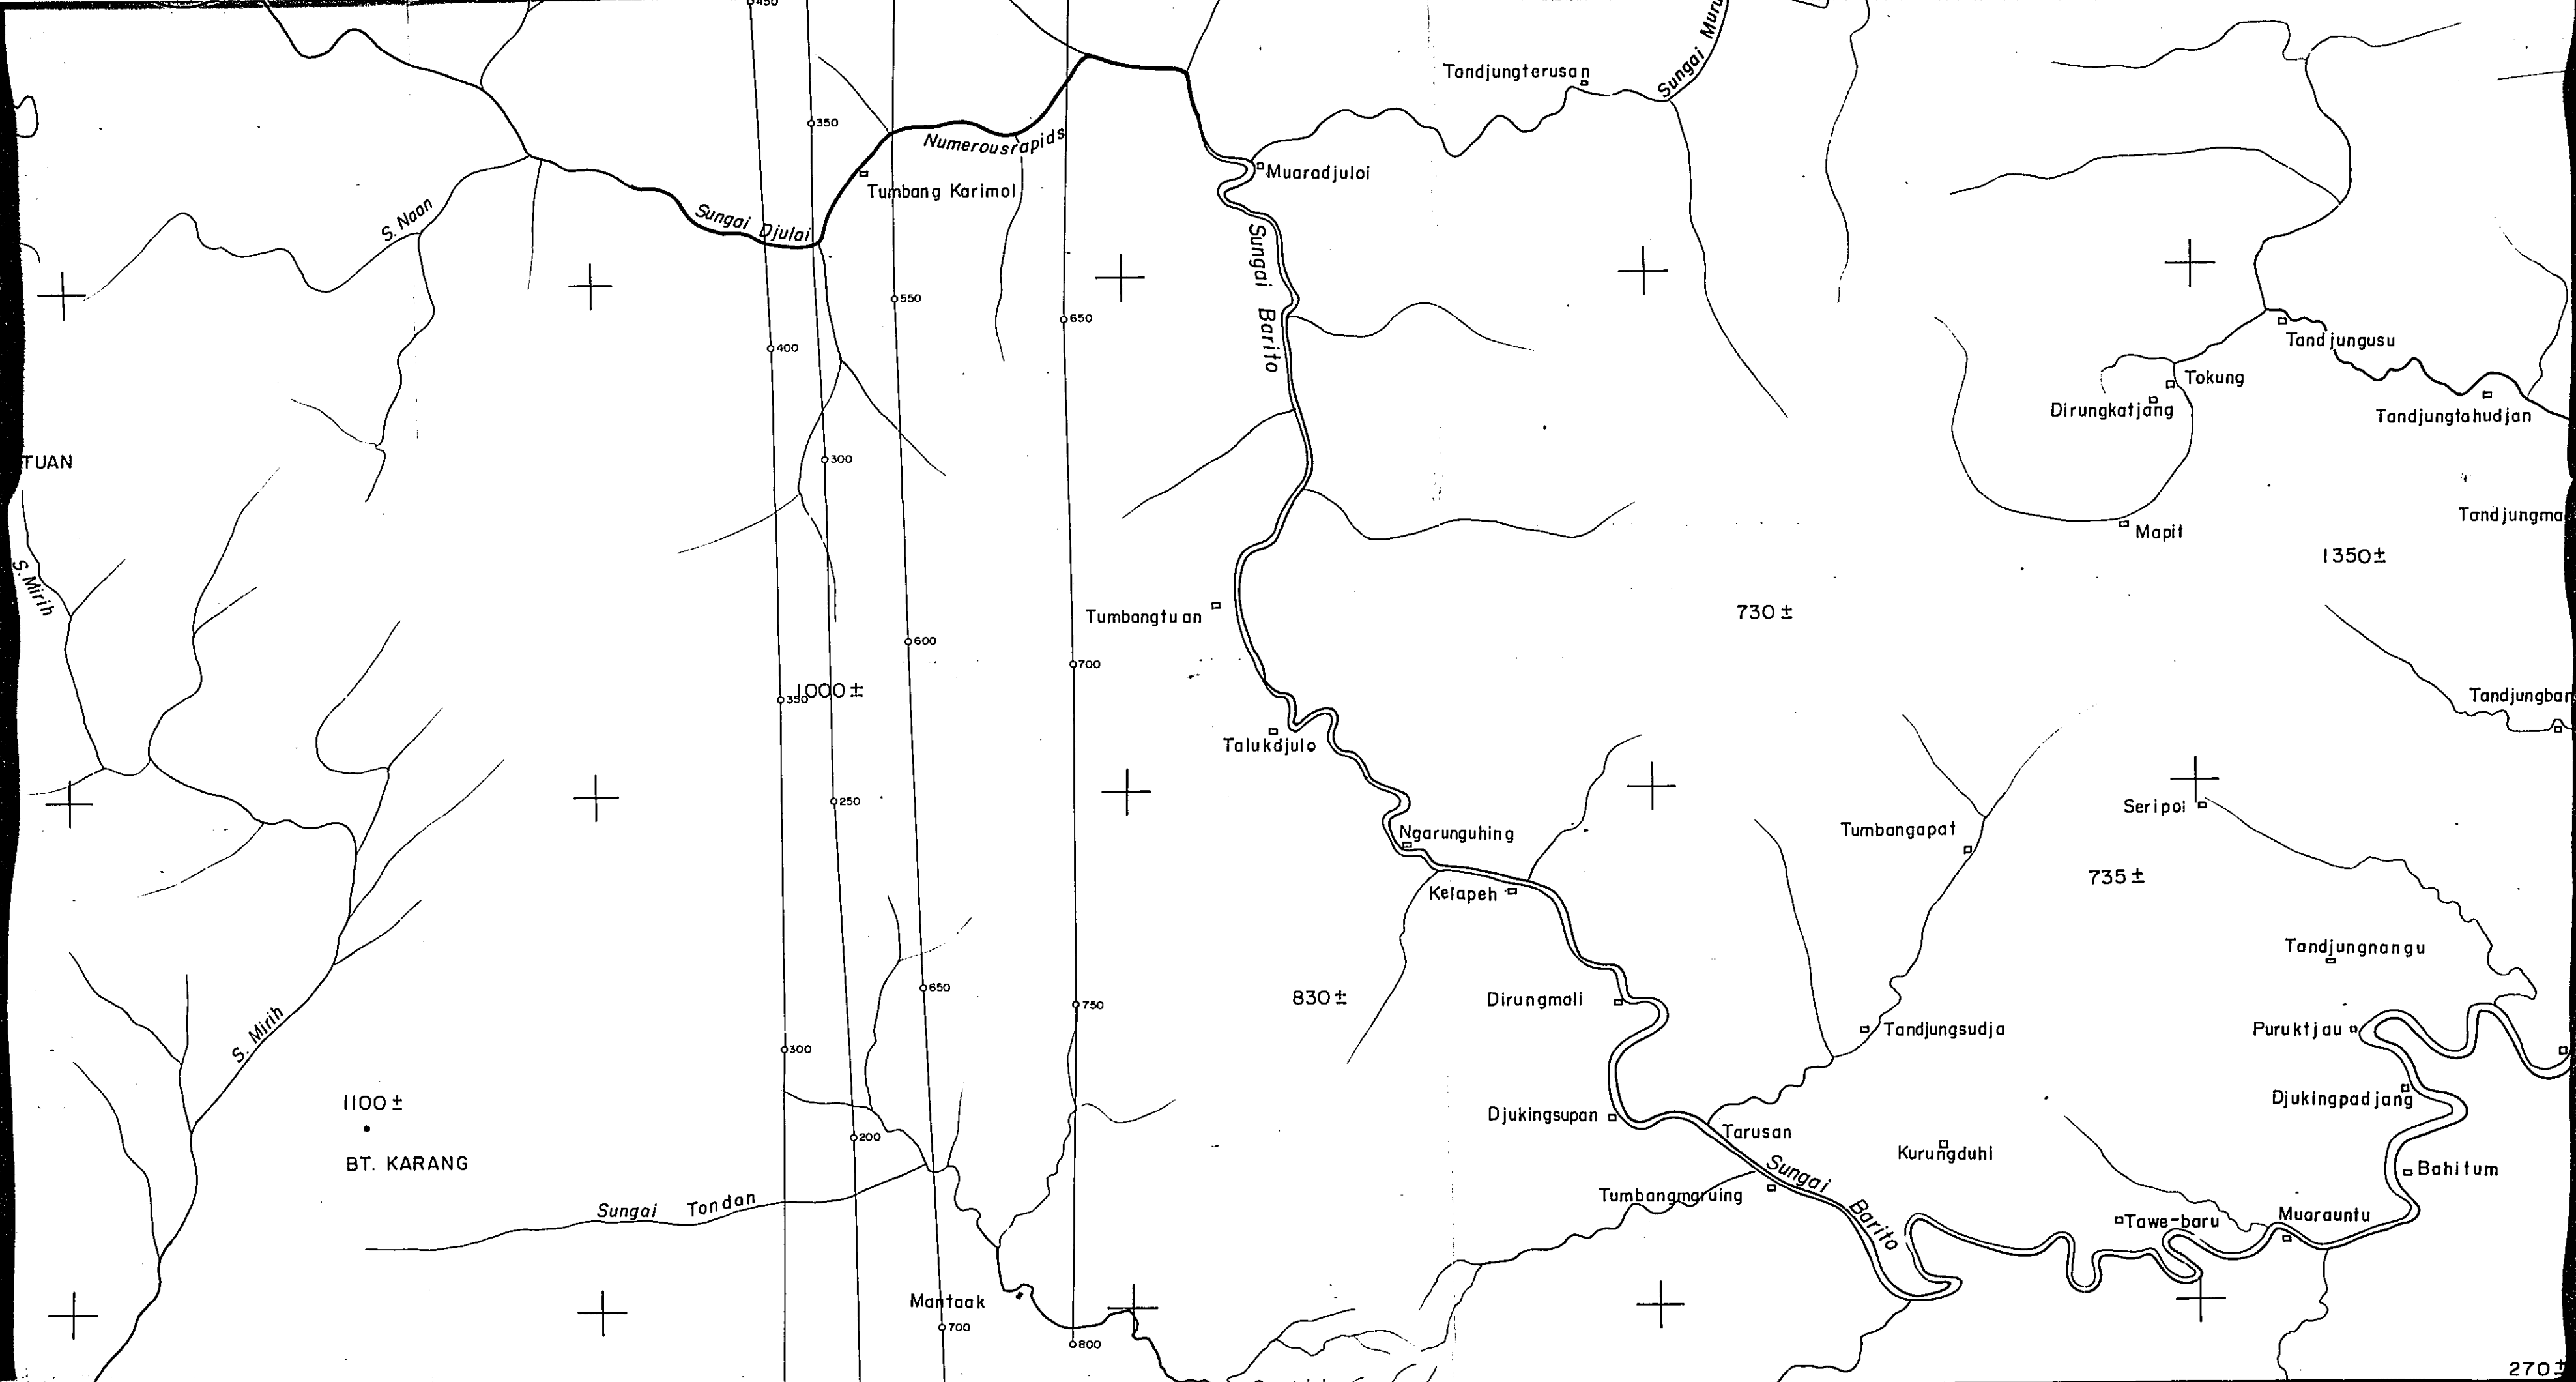 450
Sungai
Tandjungterusan
350
Numerousrapids
Muaradjuloi
Tumbang Karimol
S. Naan
Sungai Djulai
Sungai Barito
550
650
400
Tandjungusu
Tokung
Dirungkatjang
Tandjungtahudjan
TUAN
300
Tandjungma
Mapit
1350±
S. Mirih
Tumbangtuan
730±
600
700
350
1000±
Tandjungban
Talukdjulo
250
Seripoi
Ngarunguhing
Tumbangapat
Kelapeh
735±
Tandjungnangu
650
830±
Dirungmali
750
S. Mirih
Tandjungsudja
Puruktjau
300
1100±
Djukingpadjang
Djukingsupan
200
Tarusan
Kurungduhi
BT. KARANG
Sungai Barito
Bahitum
Tumbangmaruing
Sungai Tondan
Tawe-baru
Muarauntu
Mantaak
700
800
270±